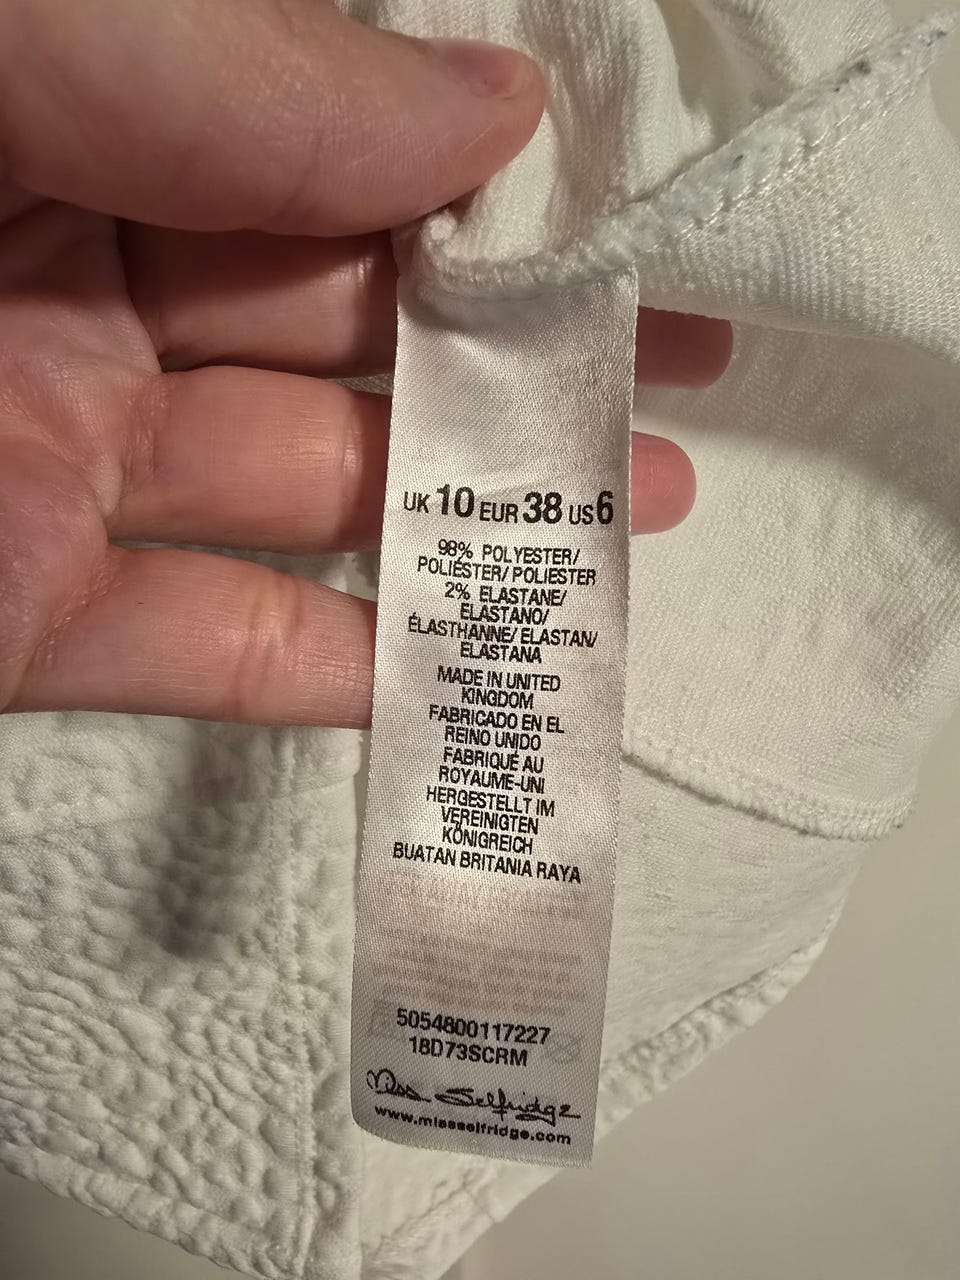 UK 10 EUR 38 US 6
98% POLYESTER/
POLIÉSTER/ POLIESTER
2% ELASTANE/
ELASTANO/
ÉLASTHANNE/ ELASTAN/
ELASTANA
MADE IN UNITED
KINGDOM
FABRICADO EN EL
REINO UNIDO
FABRIQUÉ AU
ROYAUME-UNI
HERGESTELLT IM
VEREINIGTEN
KÖNIGREICH
BUATAN BRITANIA RAYA
5054800117227
18D73SCRM
Miss Selfridge
www.missselfridge.com